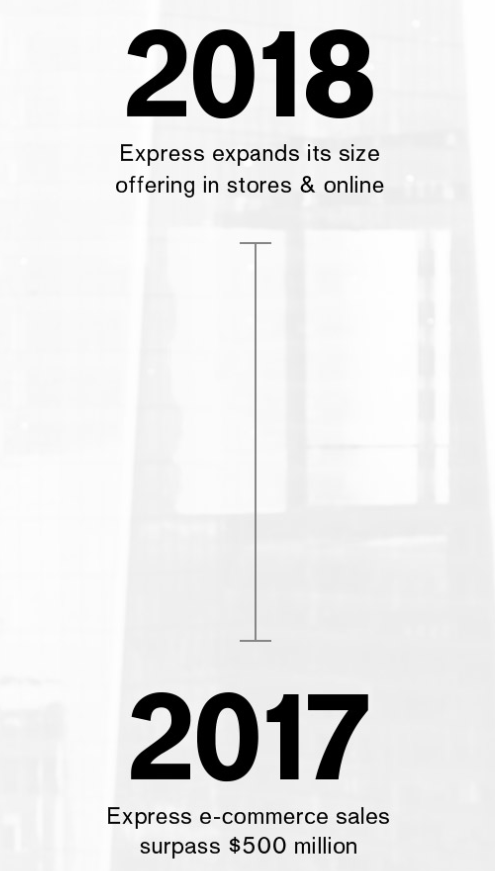 2018
Express expands its size
offering in stores & online
2017
Express e-commerce sales
surpass $500 million